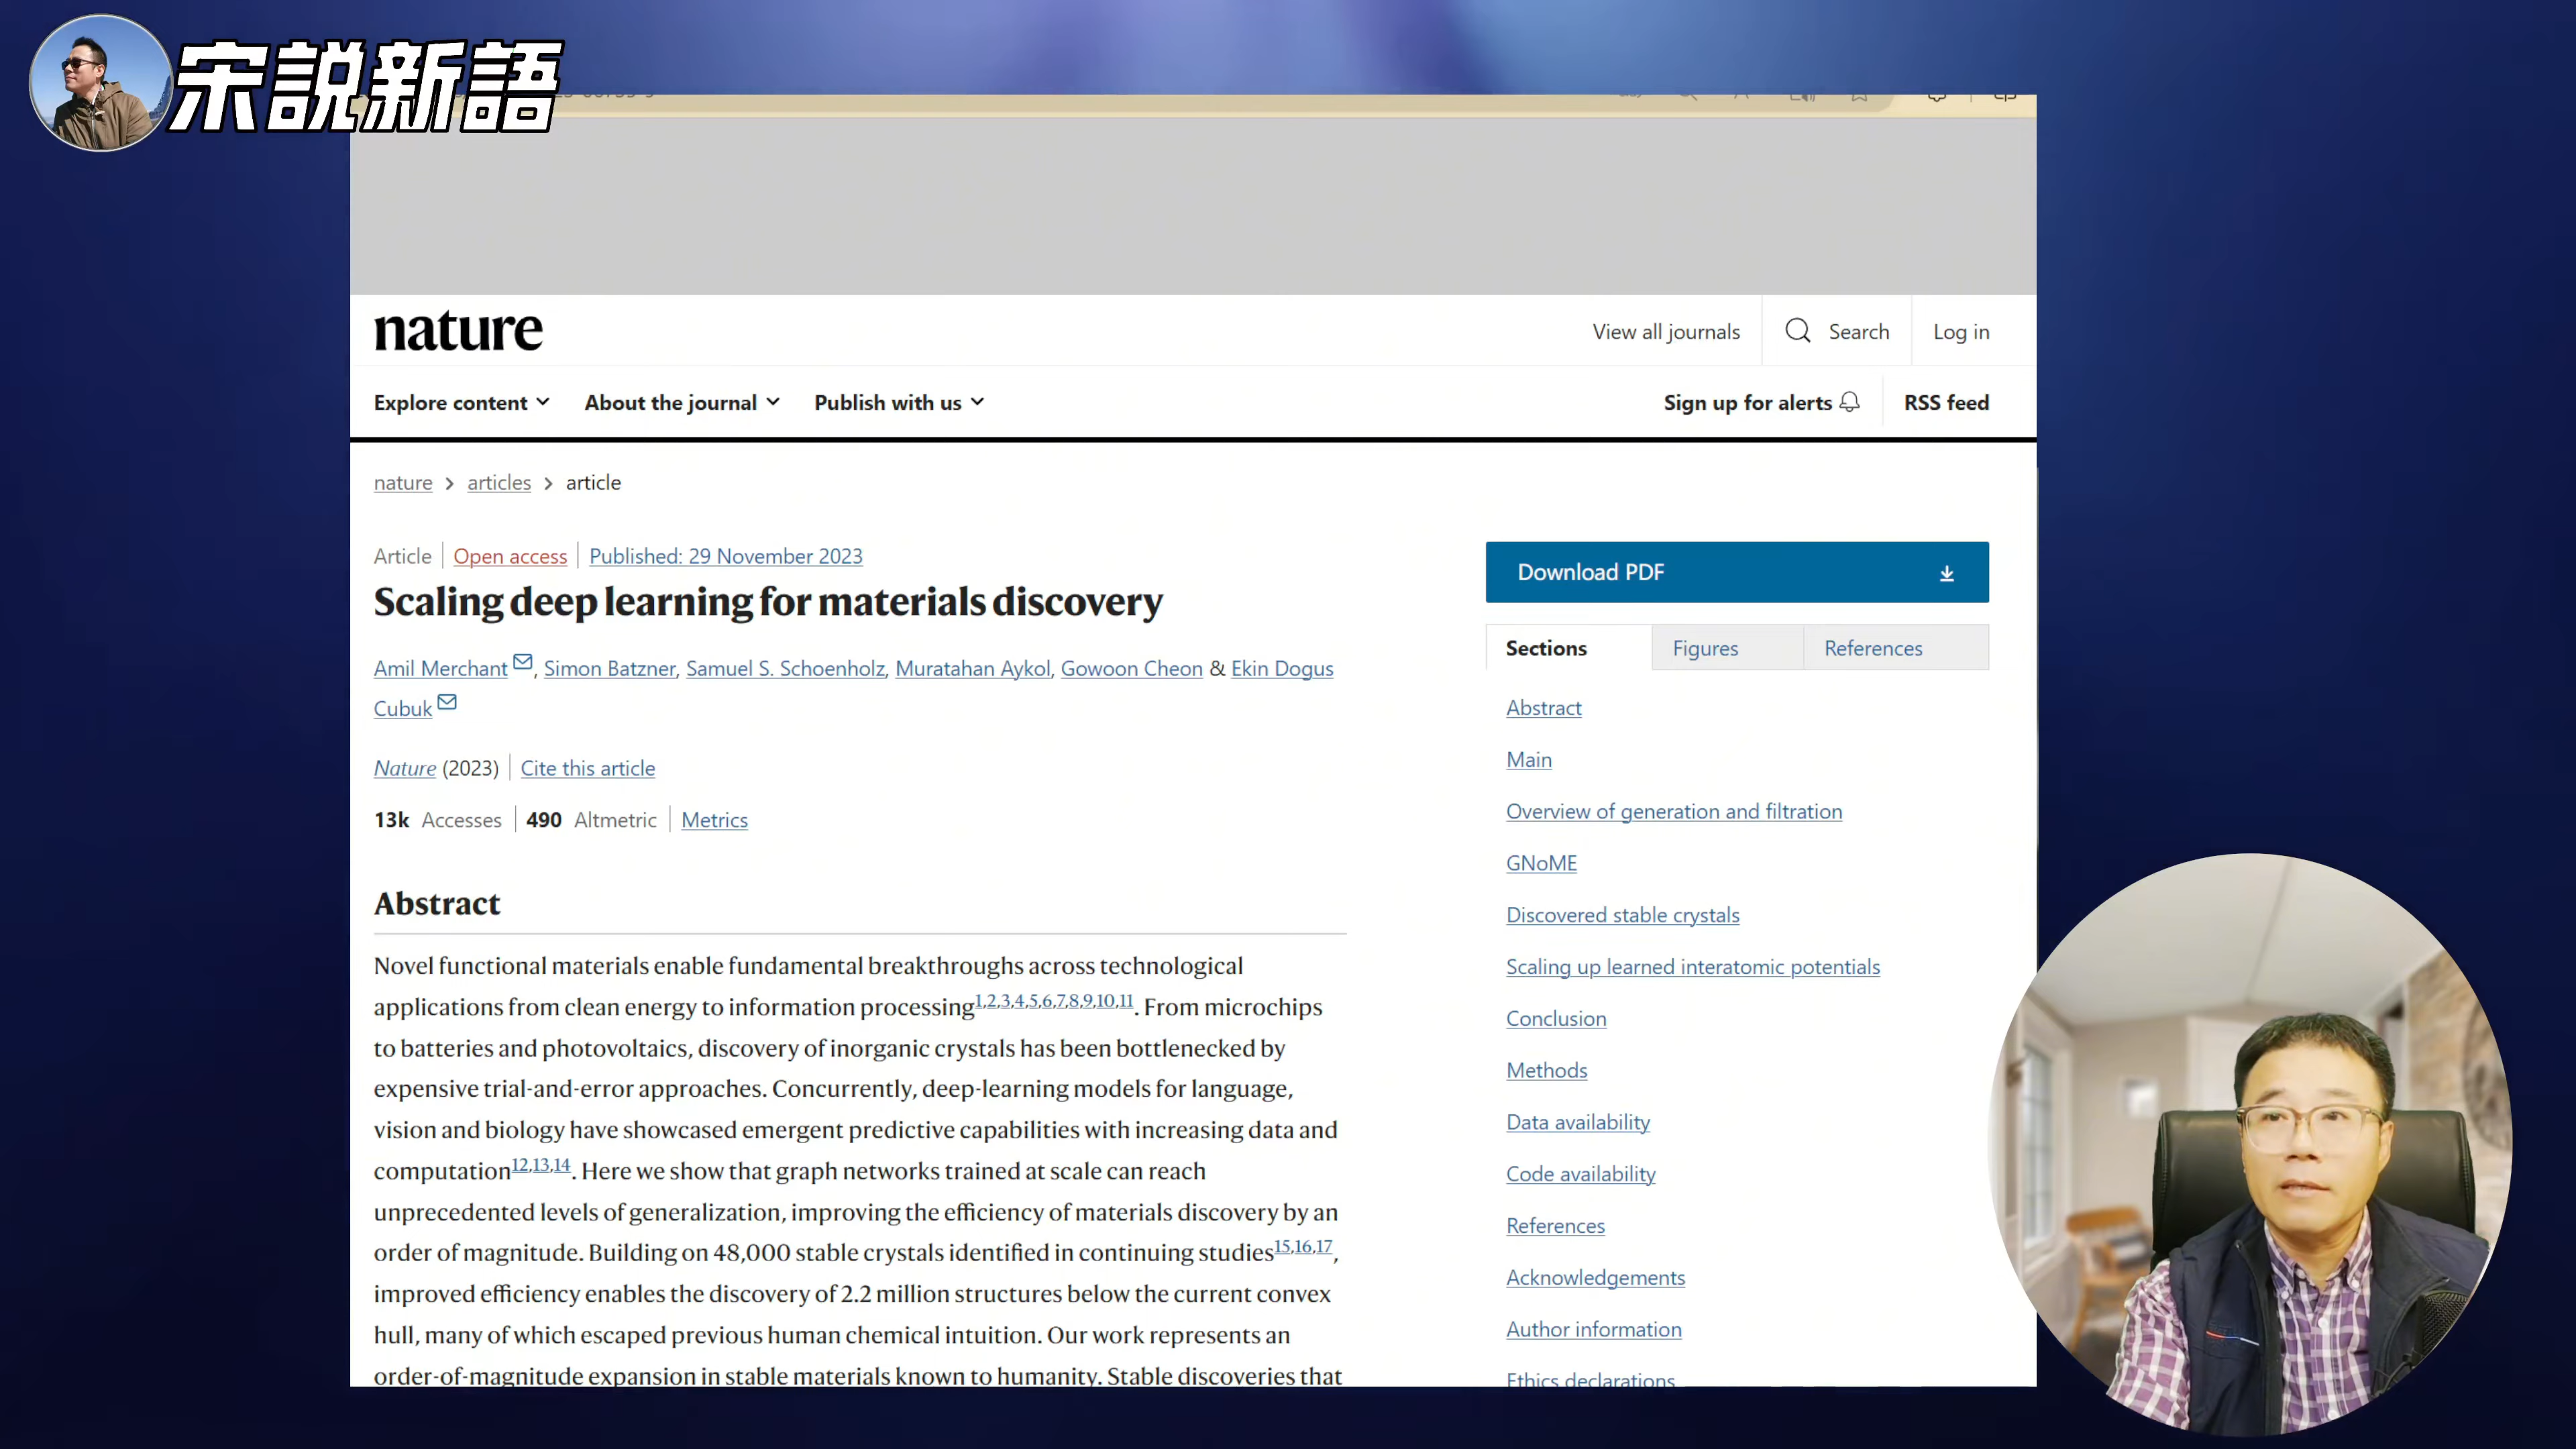 宋説新語
nature
View all journals
Search
Log in
Explore content
About the journal
Publish with us
Sign up for alerts
RSS feed
nature > articles > article
Article | Open access | Published: 29 November 2023
Scaling deep learning for materials discovery
Amil Merchant, Simon Batzner, Samuel S. Schoenholz, Muratahan Aykol, Gowoon Cheon & Ekin Dogus
Cubuk
Nature (2023) | Cite this article
13k Accesses | 490 Altmetric | Metrics
Abstract
Novel functional materials enable fundamental breakthroughs across technological
applications from clean energy to information processing1,2,3,4,5,6,7,8,9,10,11. From microchips
to batteries and photovoltaics, discovery of inorganic crystals has been bottlenecked by
expensive trial-and-error approaches. Concurrently, deep-learning models for language,
vision and biology have showcased emergent predictive capabilities with increasing data and
computation12,13,14. Here we show that graph networks trained at scale can reach
unprecedented levels of generalization, improving the efficiency of materials discovery by an
order of magnitude. Building on 48,000 stable crystals identified in continuing studies15,16,17,
improved efficiency enables the discovery of 2.2 million structures below the current convex
hull, many of which escaped previous human chemical intuition. Our work represents an
order-of-magnitude expansion in stable materials known to humanity. Stable discoveries that
Download PDF
Sections
Figures
References
Abstract
Main
Overview of generation and filtration
GNoME
Discovered stable crystals
Scaling up learned interatomic potentials
Conclusion
Methods
Data availability
Code availability
References
Acknowledgements
Author information
Ethics declarations